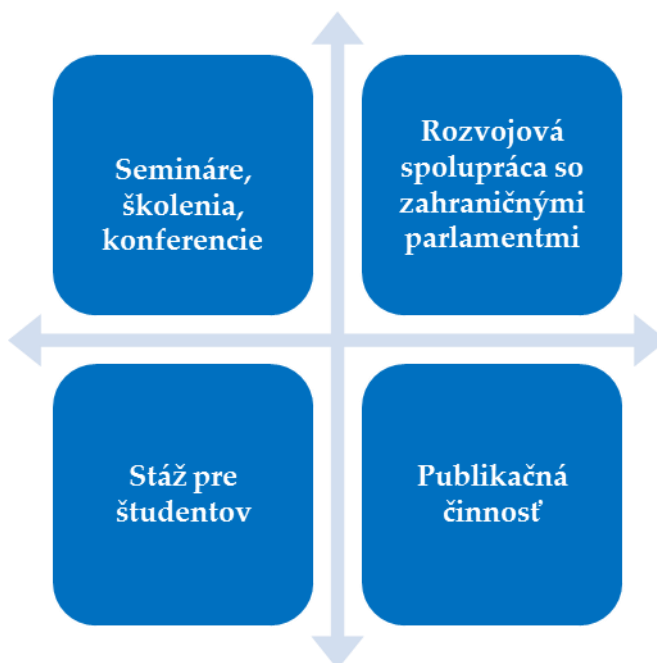 Semináre,
školenia,
konferencie
Rozvojová
spolupráca so
zahraničnými
parlamentmi
Stáž pre
študentov
Publikačná
činnosť